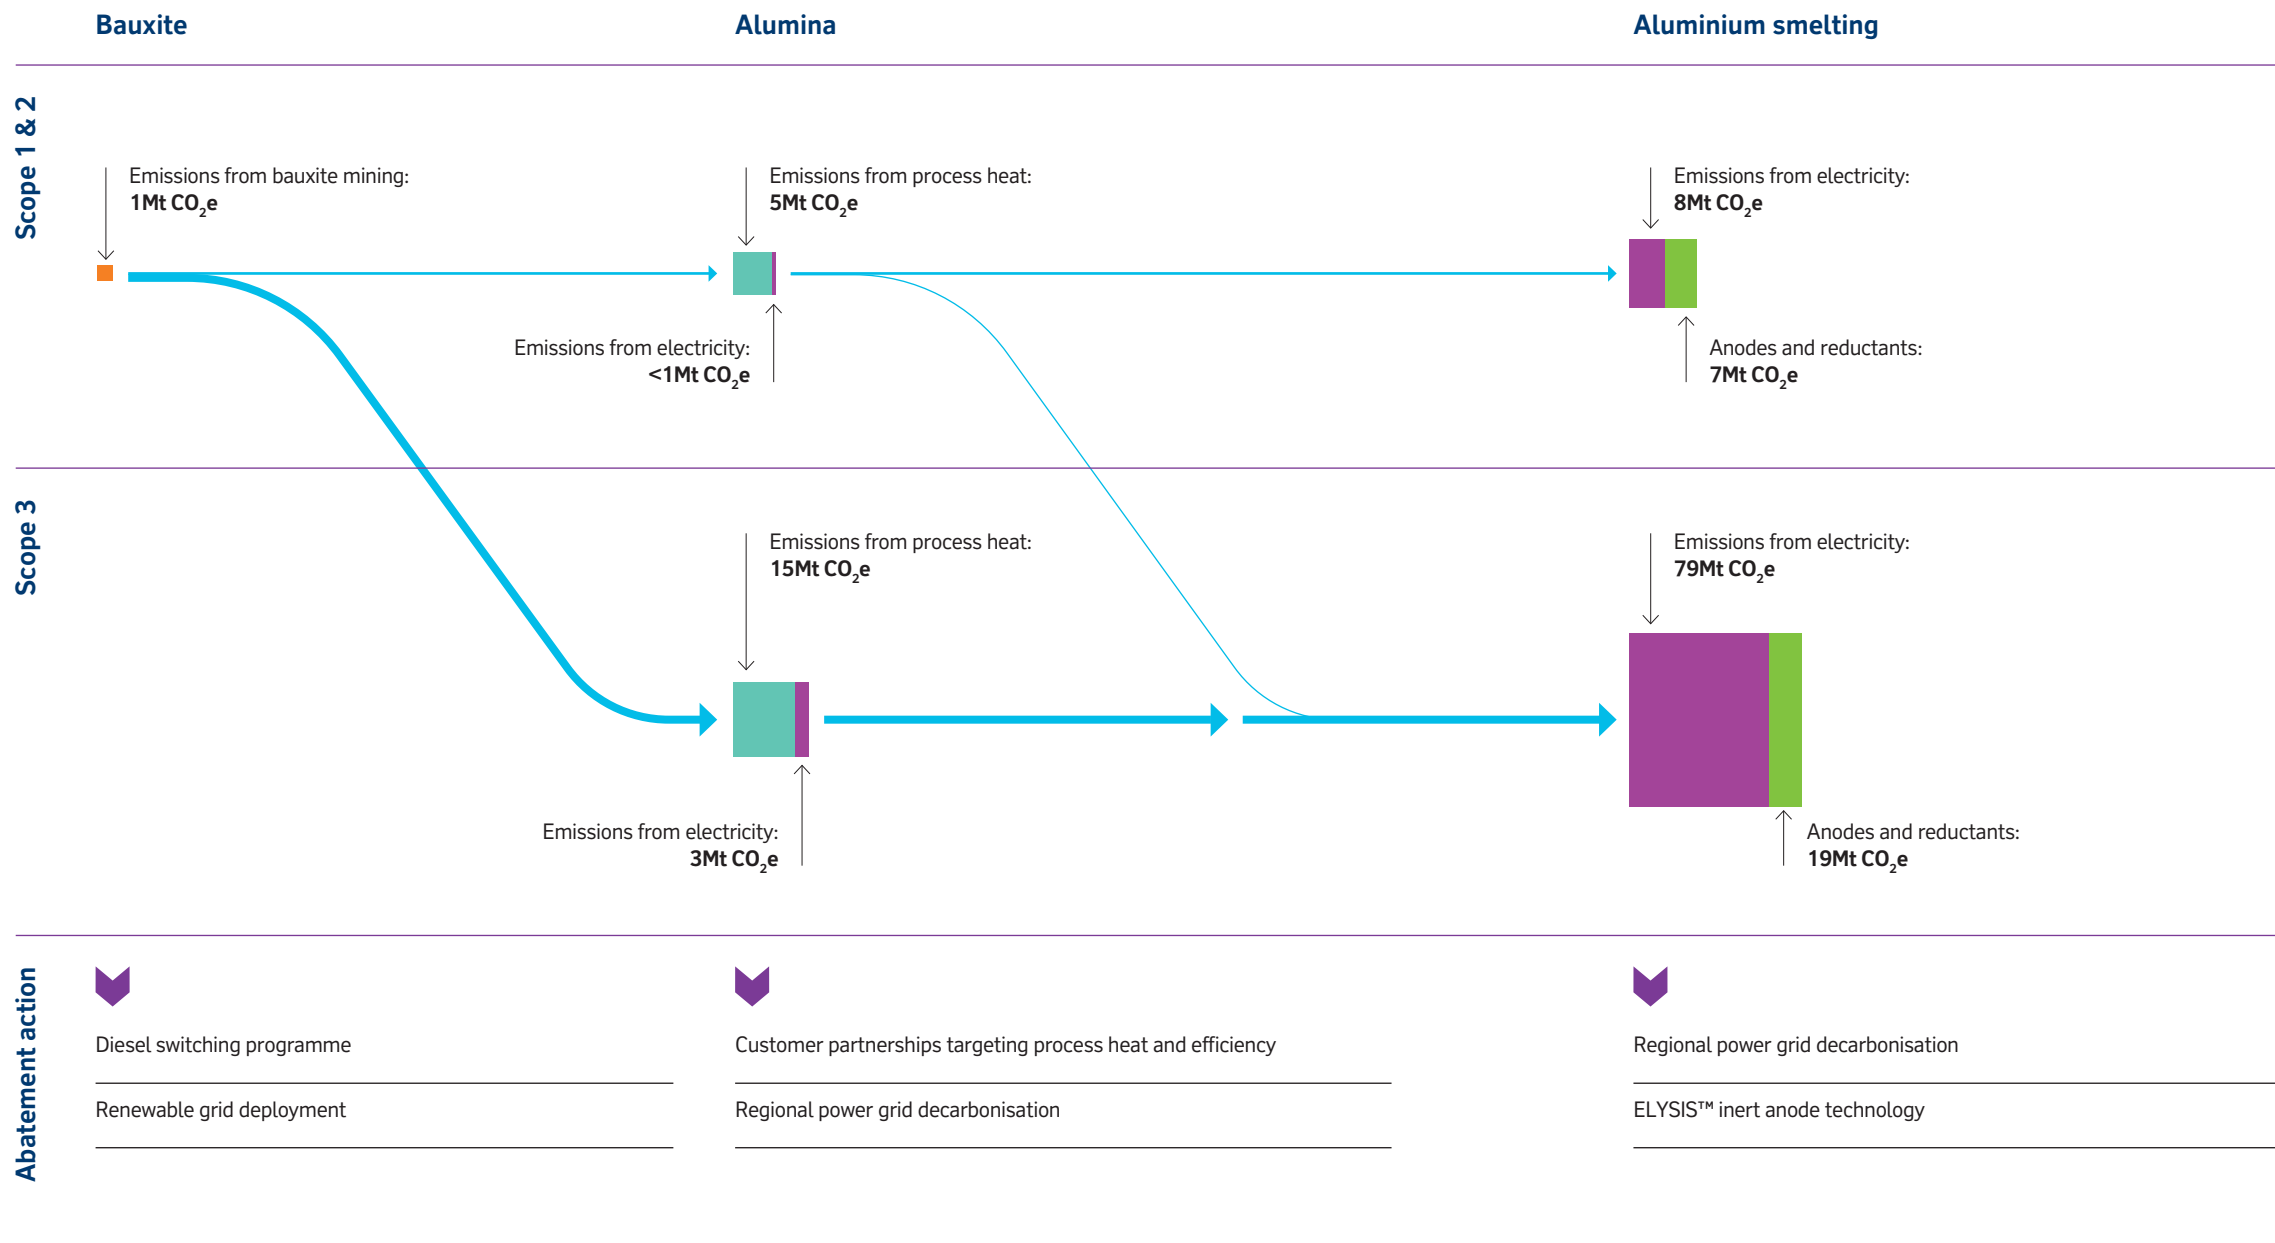 Bauxite
Alumina
Aluminium smelting
Scope 1 & 2
Emissions from bauxite mining:
1Mt CO₂e
Emissions from process heat:
5Mt CO₂e
Emissions from electricity:
8Mt CO₂e
Emissions from electricity:
<1Mt CO₂e
Anodes and reductants:
7Mt CO₂e
Scope 3
Emissions from process heat:
15Mt CO₂e
Emissions from electricity:
79Mt CO₂e
Emissions from electricity:
3Mt CO₂e
Anodes and reductants:
19Mt CO₂e
Abatement action
Diesel switching programme
Customer partnerships targeting process heat and efficiency
Regional power grid decarbonisation
Renewable grid deployment
Regional power grid decarbonisation
ELYSIS™ inert anode technology